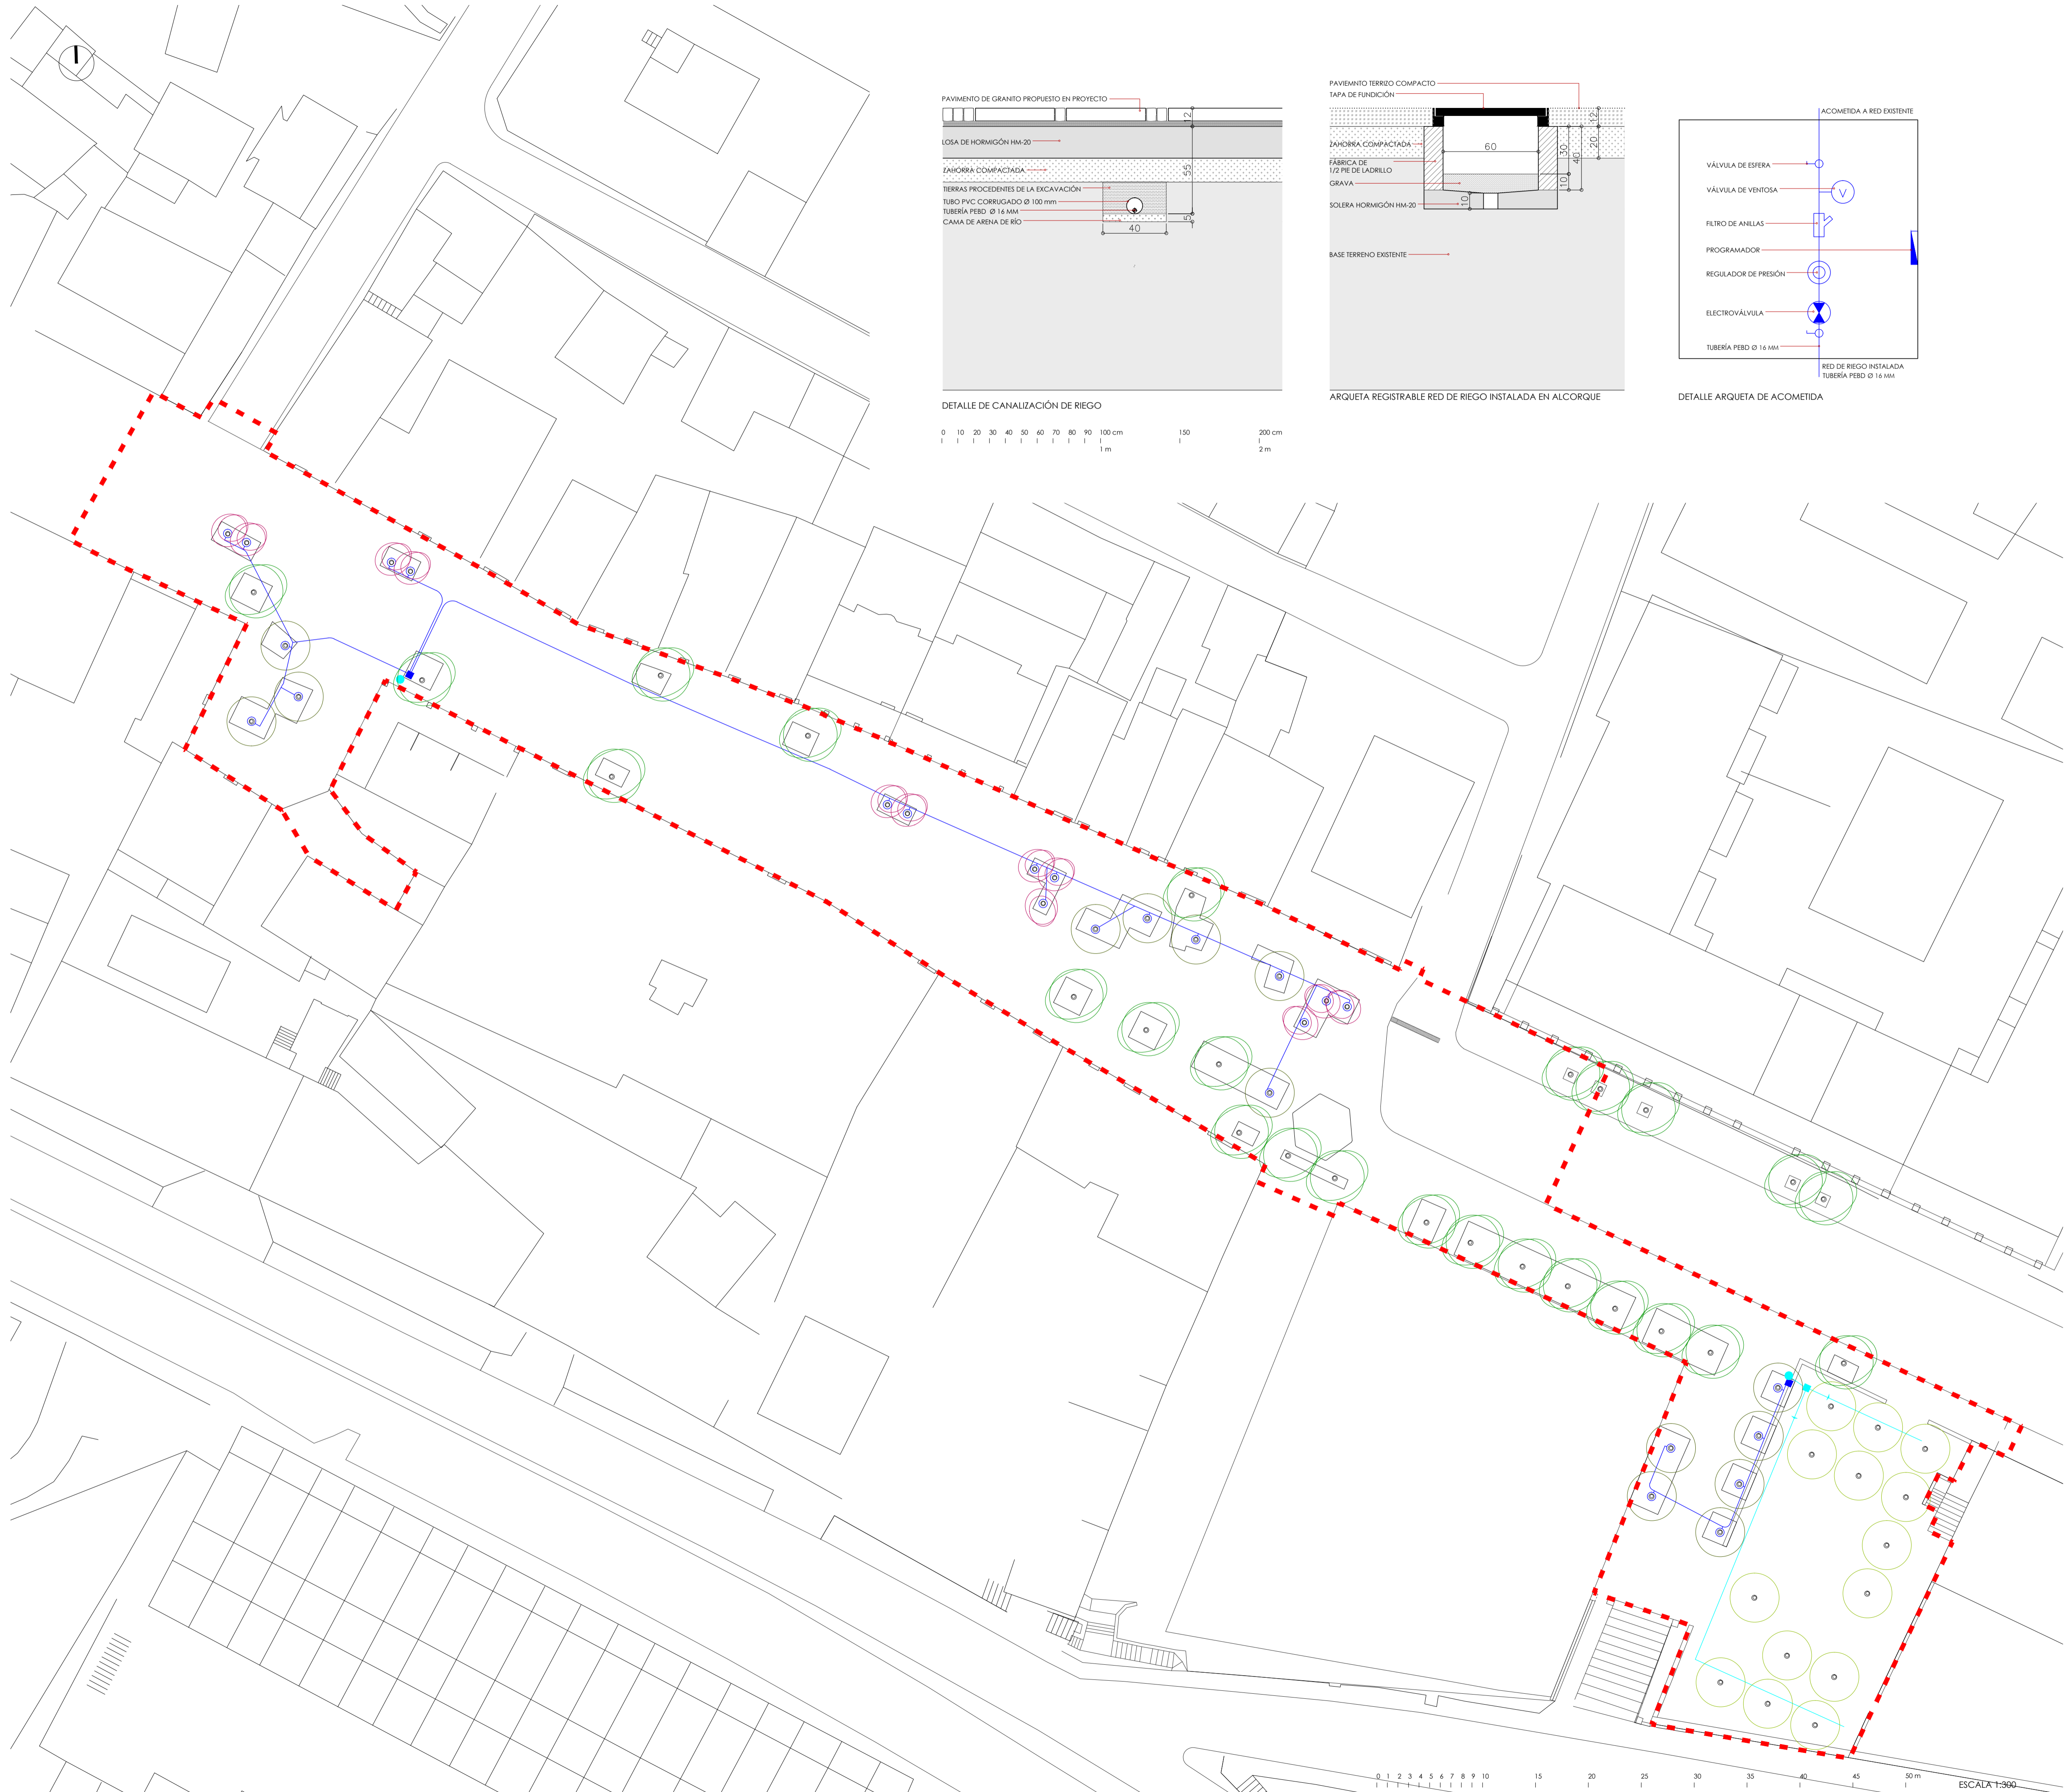 PAVIMENTO DE GRANITO PROPUESTO EN PROYECTO
12
LOSA DE HORMIGÓN HM-20
55
ZAHORRA COMPACTADA
TIERRAS PROCEDENTES DE LA EXCAVACIÓN
TUBO PVC CORRUGADO Ø 100 mm
TUBERÍA PEBD Ø 16 MM
CAMA DE ARENA DE RÍO
5
40
DETALLE DE CANALIZACIÓN DE RIEGO
0 10 20 30 40 50 60 70 80 90 100 cm 150 200 cm
1 m 2 m
PAVIEMNTO TERRIZO COMPACTO
TAPA DE FUNDICIÓN
12
20
ZAHORRA COMPACTADA
60
30
40
FÁBRICA DE
1/2 PIE DE LADRILLO
GRAVA
10
SOLERA HORMIGÓN HM-20
10
BASE TERRENO EXISTENTE
ARQUETA REGISTRABLE RED DE RIEGO INSTALADA EN ALCORQUE
ACOMETIDA A RED EXISTENTE
VÁLVULA DE ESFERA
VÁLVULA DE VENTOSA
V
FILTRO DE ANILLAS
PROGRAMADOR
REGULADOR DE PRESIÓN
ELECTROVÁLVULA
TUBERÍA PEBD Ø 16 MM
RED DE RIEGO INSTALADA
TUBERÍA PEBD Ø 16 MM
DETALLE ARQUETA DE ACOMETIDA
0 1 2 3 4 5 6 7 8 9 10 15 20 25 30 35 40 45 50 m
ESCALA 1:300